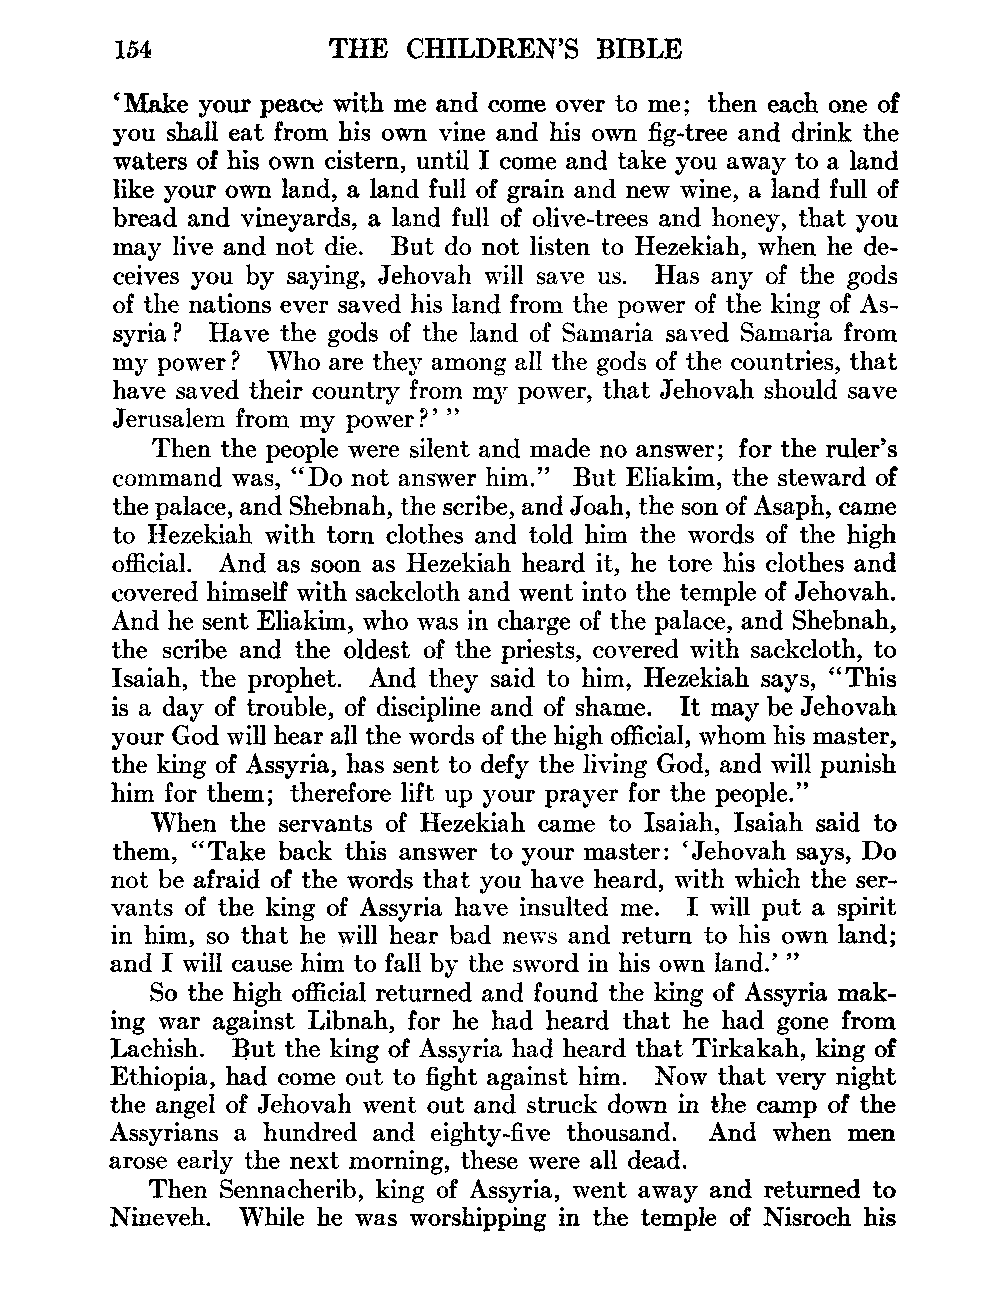 154 THE CHILDREN'S BIBLE
‘Make your peace with me and come over to me; then each one of
you shall eat from his own vine and his own fig-tree and drink the
waters of his own cistern, until I come and take you away to a land
like your own land, a land full of grain and new wine, a land full of
bread and vineyards, a land full of olive-trees and honey, that you
may live and not die. But do not listen to Hezekiah, when he de-
ceives you by saying, Jehovah will save us. Has any of the gods
of the nations ever saved his land from the power of the king of As-
syria? Have the gods of the land of Samaria saved Samaria from
my power? Who are they among all the gods of the countries, that
have saved their country from my power, that Jehovah should save
Jerusalem from my power?’”
Then the people were silent and made no answer; for the ruler's
command was, “Do not answer him.” But Eliakim, the steward of
the palace, and Shebnah, the scribe, and Joah, the son of Asaph, came
to Hezekiah with torn clothes and told him the words of the high
official. And as soon as Hezekiah heard it, he tore his clothes and
covered himself with sackcloth and went into the temple of Jehovah.
And he sent Eliakim, who was in charge of the palace, and Shebnah,
the scribe and the oldest of the priests, covered with sackcloth, to
Isaiah, the prophet. And they said to him, Hezekiah says, “This
is a day of trouble, of discipline and of shame. It may be Jehovah
your God will hear all the words of the high official, whom his master,
the king of Assyria, has sent to defy the living God, and will punish
him for them; therefore lift up your prayer for the people.”
When the servants of Hezekiah came to Isaiah, Isaiah said to
them, “Take back this answer to your master: ‘Jehovah says, Do
not be afraid of the words that you have heard, with which the ser-
vants of the king of Assyria have insulted me. I will put a spirit
in him, so that he will hear bad news and return to his own land;
and I will cause him to fall by the sword in his own land.’”
So the high official returned and found the king of Assyria mak-
ing war against Libnah, for he had heard that he had gone from
Lachish. But the king of Assyria had heard that Tirkakah, king of
Ethiopia, had come out to fight against him. Now that very night
the angel of Jehovah went out and struck down in the camp of the
Assyrians a hundred and eighty-five thousand. And when men
arose early the next morning, these were all dead.
Then Sennacherib, king of Assyria, went away and returned to
Nineveh. While he was worshipping in the temple of Nisroch his